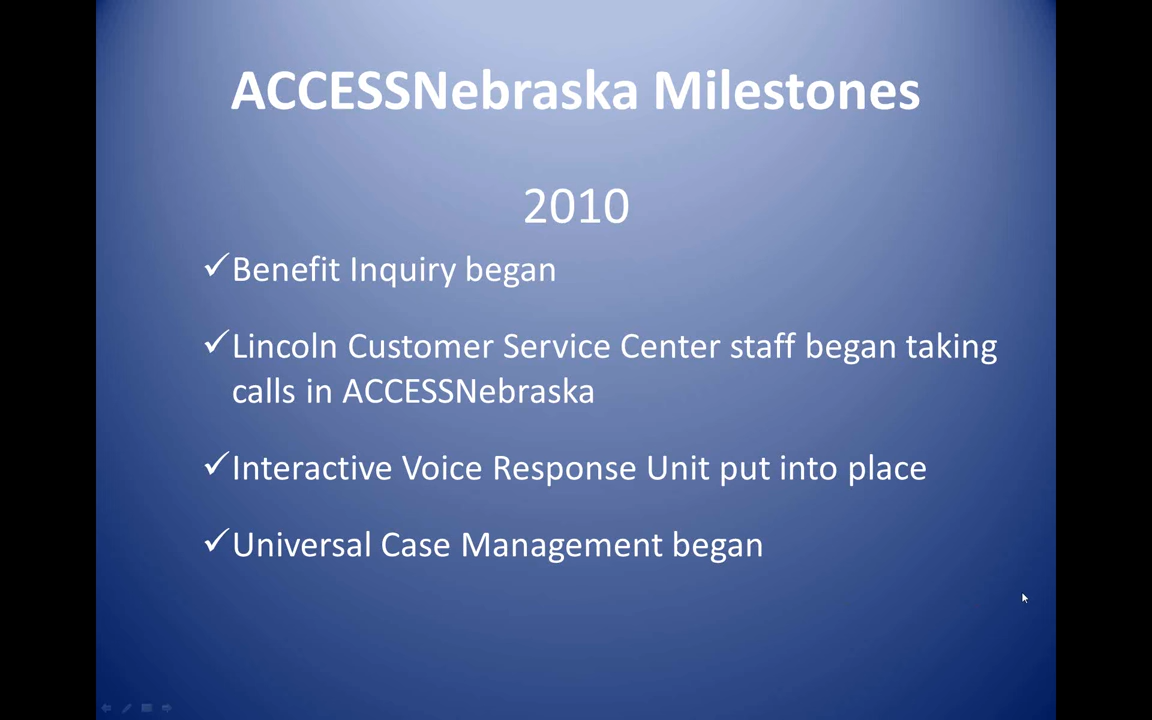 ACCESSNebraska Milestones
2010
✓Benefit Inquiry began
✓Lincoln Customer Service Center staff began taking
calls in ACCESSNebraska
✓Interactive Voice Response Unit put into place
✓Universal Case Management began